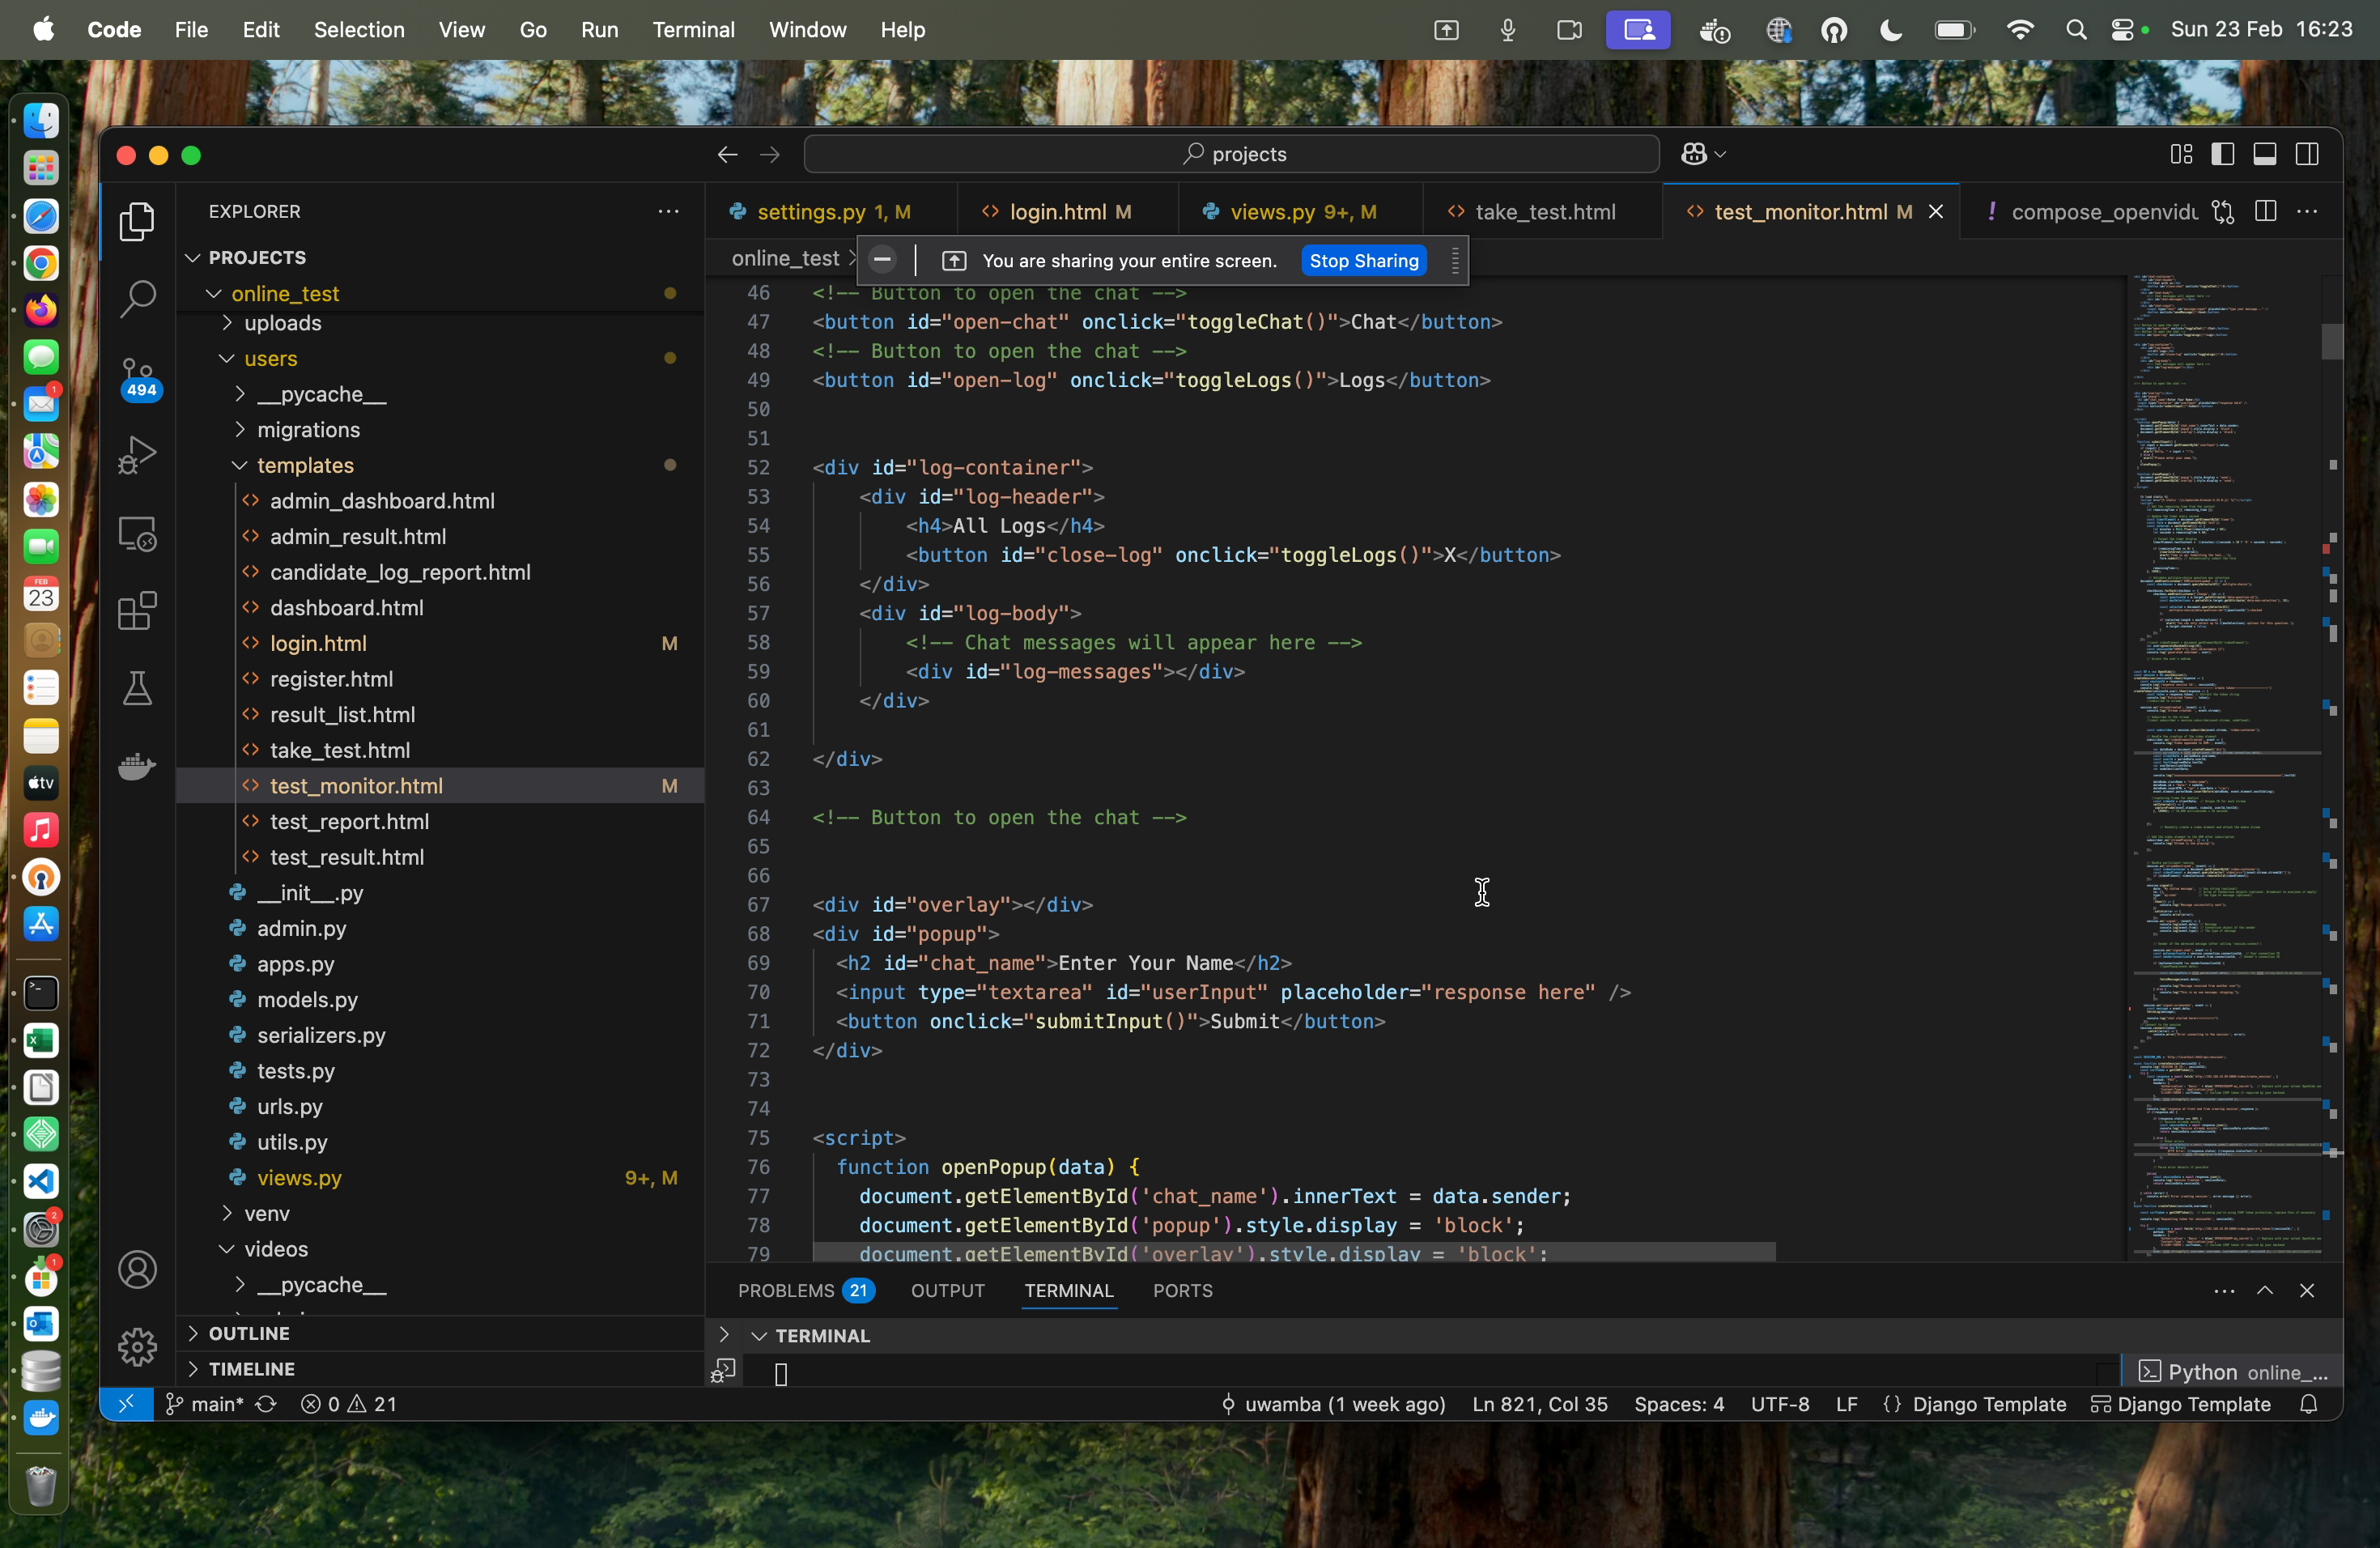 Code File Edit Selection View Go Run Terminal Window Help Sun 23 Feb 16:23
projects
EXPLORER
settings.py 1, M
login.html M
views.py 9+, M
take_test.html
test_monitor.html M
compose_openvidu
PROJECTS
online_test
You are sharing your entire screen. Stop Sharing
online_test
uploads
users
__pycache__
migrations
templates
admin_dashboard.html
admin_result.html
candidate_log_report.html
dashboard.html
login.html M
register.html
result_list.html
take_test.html
test_monitor.html M
test_report.html
test_result.html
__init__.py
admin.py
apps.py
models.py
serializers.py
tests.py
urls.py
utils.py
views.py 9+, M
venv
videos
__pycache__
OUTLINE
TIMELINE
494
46 <!-- Button to open the chat -->
47 <button id="open-chat" onclick="toggleChat()">Chat</button>
48 <!-- Button to open the chat -->
49 <button id="open-log" onclick="toggleLogs()">Logs</button>
50
51
52 <div id="log-container">
53 <div id="log-header">
54 <h4>All Logs</h4>
55 <button id="close-log" onclick="toggleLogs()">X</button>
56 </div>
57 <div id="log-body">
58 <!-- Chat messages will appear here -->
59 <div id="log-messages"></div>
60 </div>
61
62 </div>
63
64 <!-- Button to open the chat -->
65
66
67 <div id="overlay"></div>
68 <div id="popup">
69 <h2 id="chat_name">Enter Your Name</h2>
70 <input type="textarea" id="userInput" placeholder="response here" />
71 <button onclick="submitInput()">Submit</button>
72 </div>
73
74
75 <script>
76 function openPopup(data) {
77 document.getElementById('chat_name').innerText = data.sender;
78 document.getElementById('popup').style.display = 'block';
79 document.getElementById('overlay').style.display = 'block';
PROBLEMS 21 OUTPUT TERMINAL PORTS
TERMINAL
Python online_...
main* 0 21 uwamba (1 week ago) Ln 821, Col 35 Spaces: 4 UTF-8 LF {} Django Template Django Template
1
FEB
23
tv
2
1